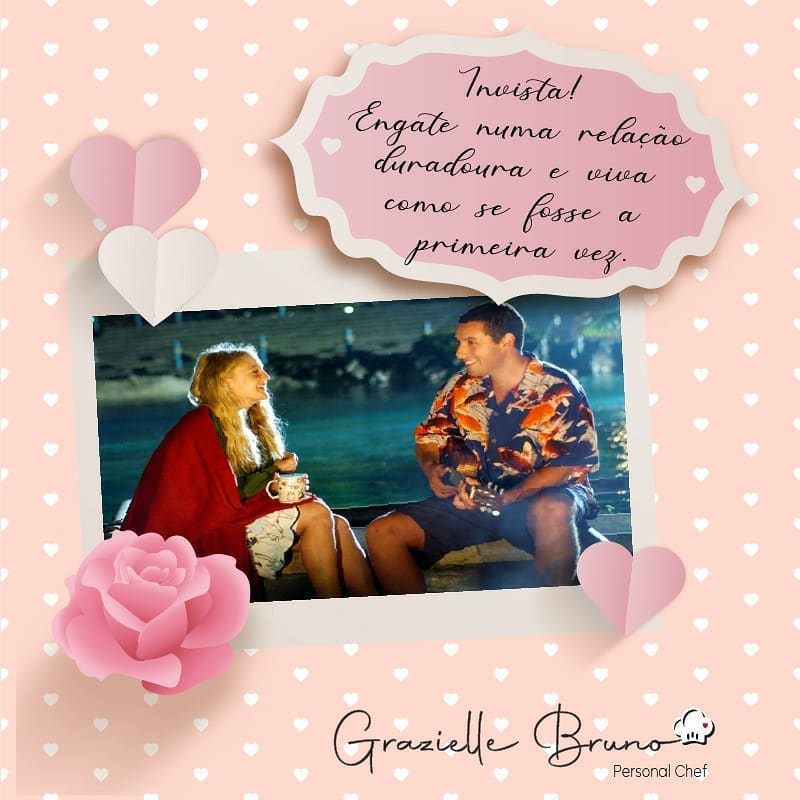 Invista!
Engate numa relação
duradoura e viva
como se fosse a
primeira vez.
Grazielle Bruno
Personal Chef